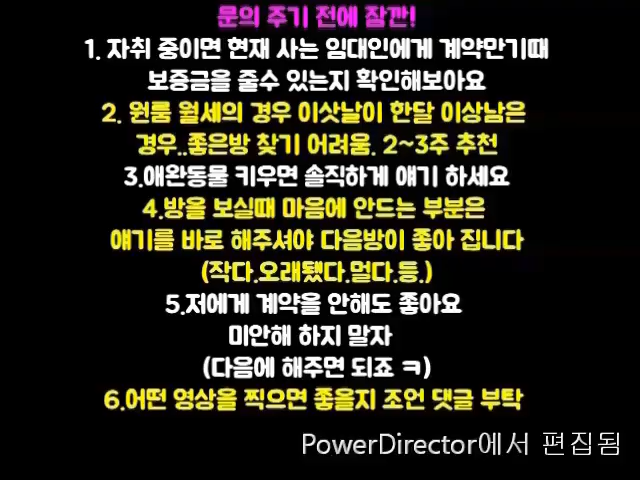 문의 주기 전에 잠깐!
1. 자취 중이면 현재 사는 임대인에게 계약만기때
보증금을 줄수 있는지 확인해보아요
2. 원룸 월세의 경우 이삿날이 한달 이상남은
경우..좋은방 찾기 어려움. 2~3주 추천
3.애완동물 키우면 솔직하게 얘기 하세요
4.방을 보실때 마음에 안드는 부분은
얘기를 바로 해주셔야 다음방이 좋아 집니다
(작다.오래됐다.멀다.등.)
5.저에게 계약을 안해도 좋아요
미안해 하지 말자
(다음에 해주면 되죠 ㅋ)
6.어떤 영상을 찍으면 좋을지 조언 댓글 부탁
PowerDirector에서 편집됨